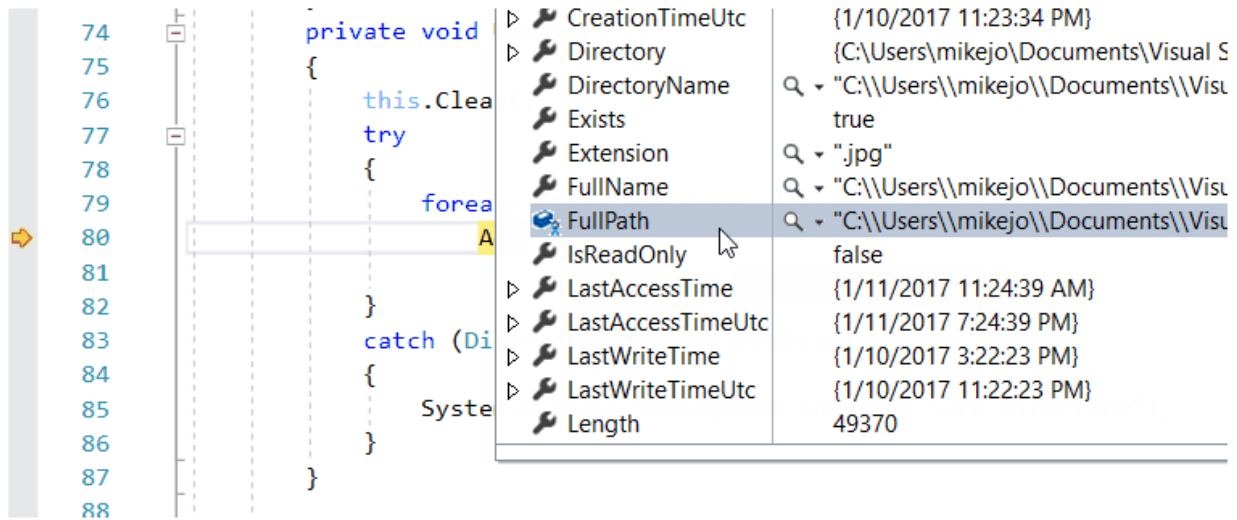 74 private void CreationTimeUtc {1/10/2017 11:23:34 PM}
75 { Directory {C:\Users\mikejo\Documents\Visual S
76 this.Clea DirectoryName "C:\\Users\\mikejo\\Documents\\Visu
77 try Exists true
78 { Extension ".jpg"
79 forea FullName "C:\\Users\\mikejo\\Documents\\Visu
80 A FullPath "C:\\Users\\mikejo\\Documents\\Visu
81 IsReadOnly false
82 } LastAccessTime {1/11/2017 11:24:39 AM}
83 catch (Di LastAccessTimeUtc {1/11/2017 7:24:39 PM}
84 { LastWriteTime {1/10/2017 3:22:23 PM}
85 Syste LastWriteTimeUtc {1/10/2017 11:22:23 PM}
86 } Length 49370
87 }
88